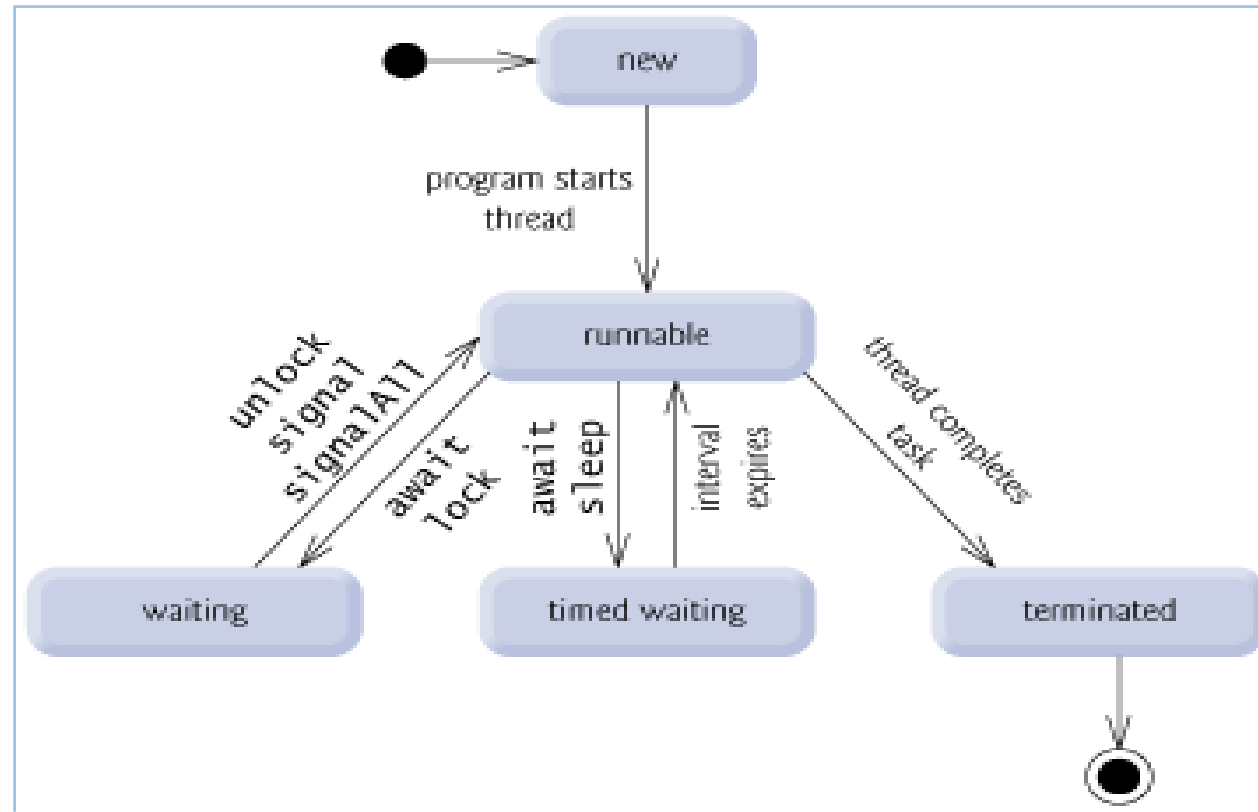 new
program starts
thread
runnable
unlock
signal
signalAll
await
lock
await
sleep
interval
expires
thread completes
task
waiting
timed waiting
terminated